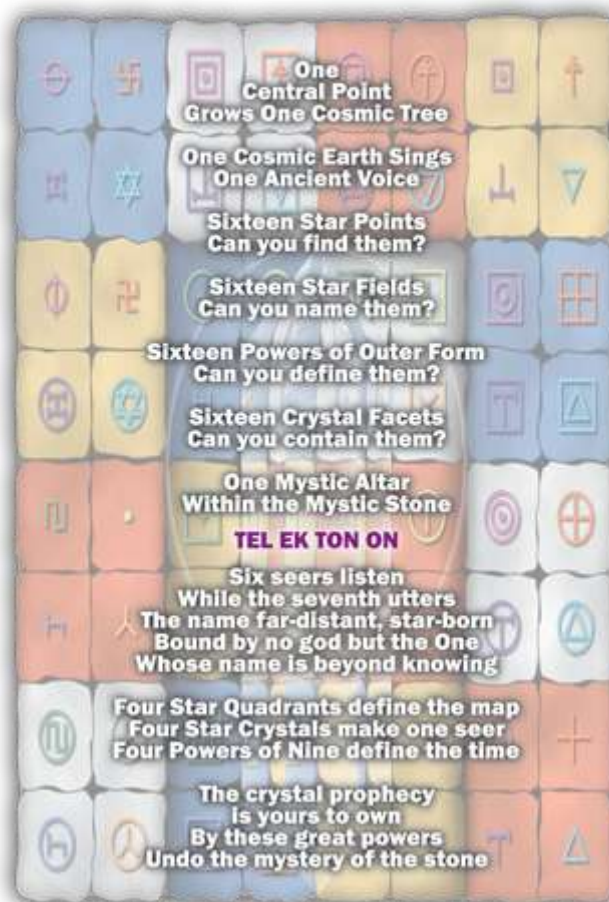 One
Central Point
Grows One Cosmic Tree
One Cosmic Earth Sings
One Ancient Voice
Sixteen Star Points
Can you find them?
Sixteen Star Fields
Can you name them?
Sixteen Powers of Outer Form
Can you define them?
Sixteen Crystal Facets
Can you contain them?
One Mystic Altar
Within the Mystic Stone
TEL EK TON ON
Six seers listen
While the seventh utters
The name far-distant, star-born
Bound by no god but the One
Whose name is beyond knowing
Four Star Quadrants define the map
Four Star Crystals make one seer
Four Powers of Nine define the time
The crystal prophecy
is yours to own
By these great powers
Undo the mystery of the stone